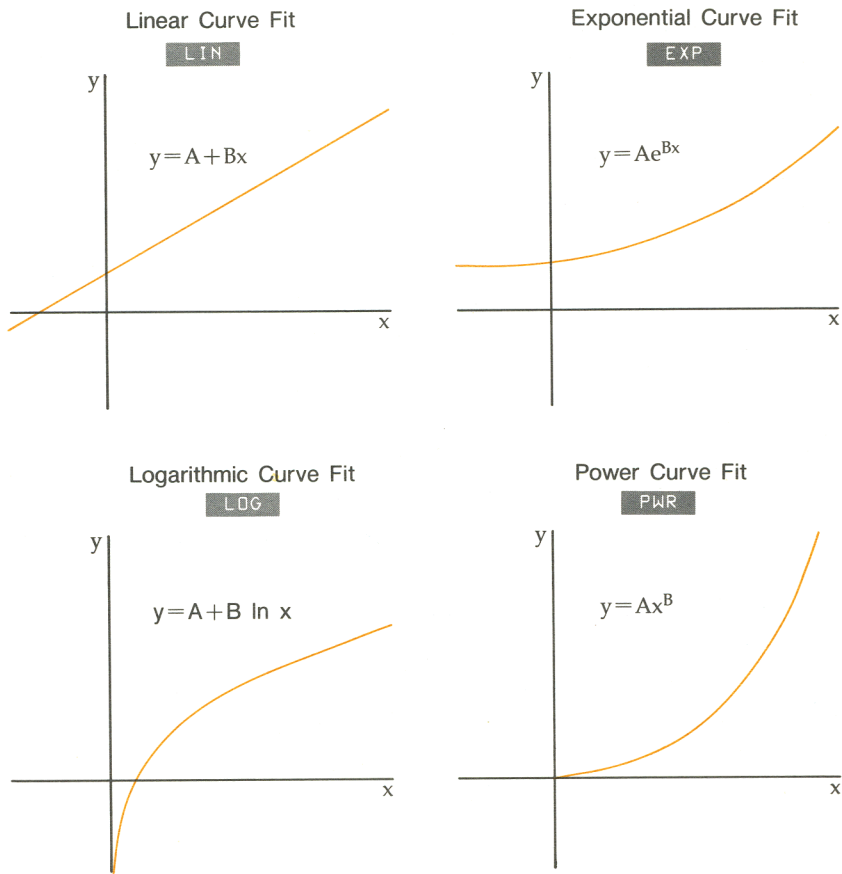 Linear Curve Fit
LIN
y
y=A+Bx
x
Exponential Curve Fit
EXP
y
y=Ae^Bx
x
Logarithmic Curve Fit
LOG
y
y=A+B ln x
x
Power Curve Fit
PWR
y
y=Ax^B
x